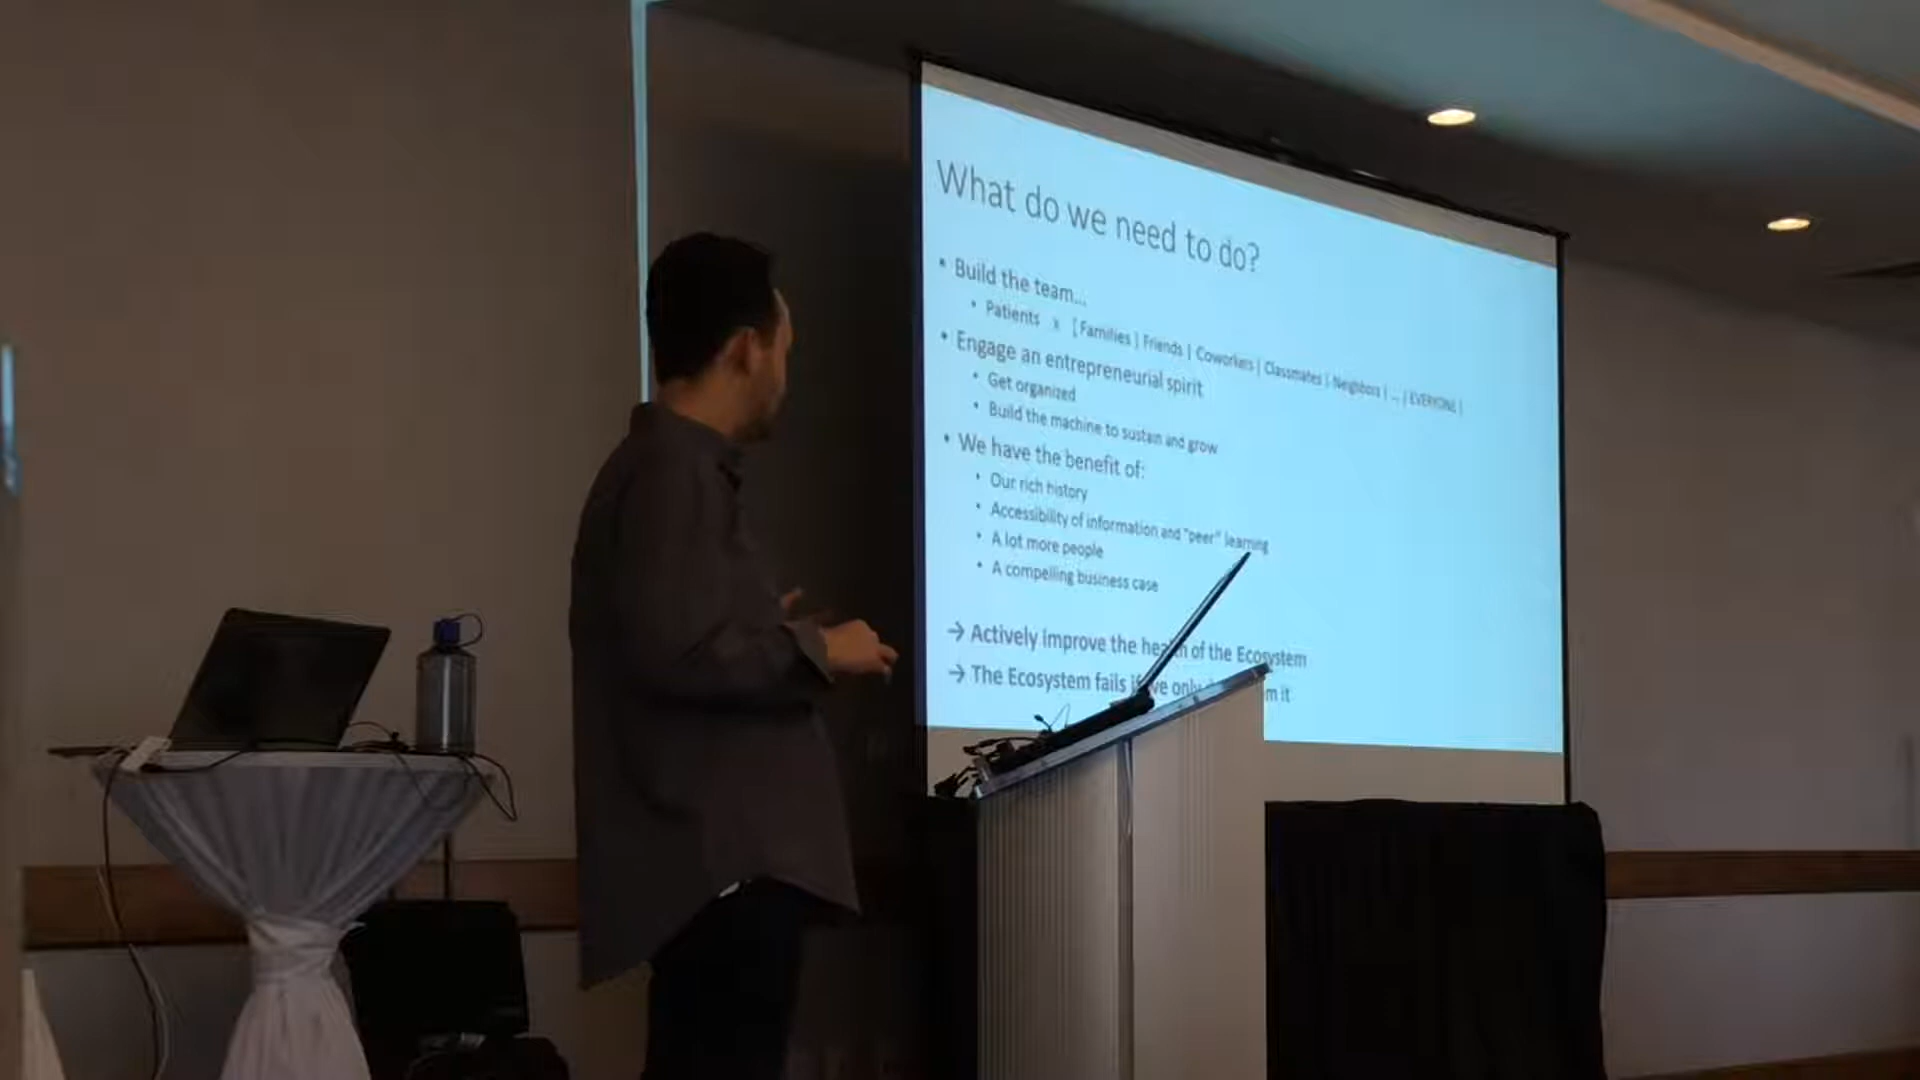 What do we need to do?
• Build the team...
• Patients x [ Families | Friends | Coworkers | Classmates | Neighbors | ... | EVERYONE ]
• Engage an entrepreneurial spirit
• Get organized
• Build the machine to sustain and grow
• We have the benefit of:
• Our rich history
• Accessibility of information and "peer" learning
• A lot more people
• A compelling business case
→ Actively improve the health of the Ecosystem
→ The Ecosystem fails if we only it